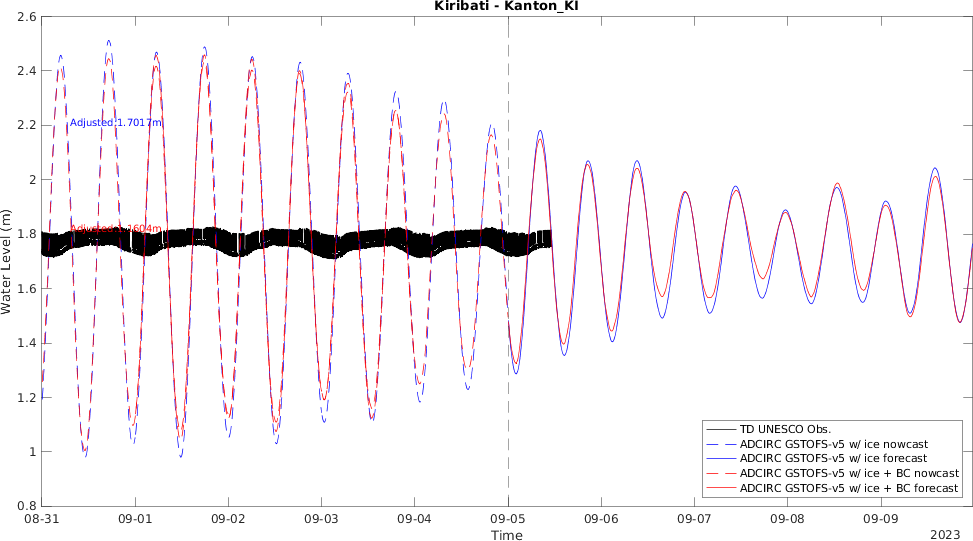 Kiribati - Kanton_KI
2.6
2.4
2.2
2
1.8
1.6
1.4
1.2
1
0.8
Water Level (m)
Adjusted:1.7017m
08-31
09-01
09-02
09-03
09-04
09-05
09-06
09-07
09-08
09-09
2023
Time
TD UNESCO Obs.
ADCIRC GSTOFS-v5 w/ ice nowcast
ADCIRC GSTOFS-v5 w/ ice forecast
ADCIRC GSTOFS-v5 w/ ice + BC nowcast
ADCIRC GSTOFS-v5 w/ ice + BC forecast